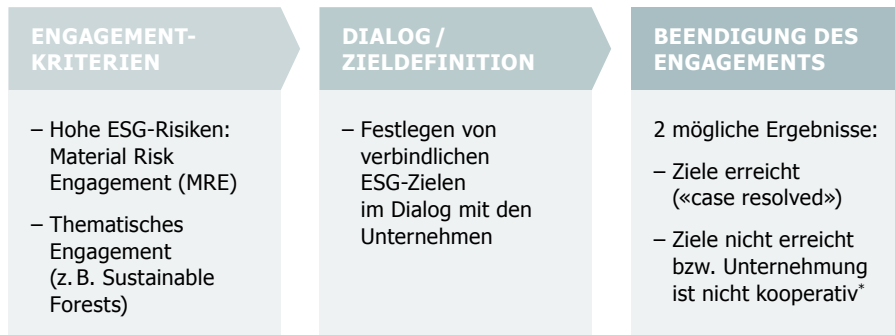 ENGAGEMENT-
KRITERIEN
– Hohe ESG-Risiken:
Material Risk
Engagement (MRE)
– Thematisches
Engagement
(z. B. Sustainable
Forests)
DIALOG /
ZIELDEFINITION
– Festlegen von
verbindlichen
ESG-Zielen
im Dialog mit den
Unternehmen
BEENDIGUNG DES
ENGAGEMENTS
2 mögliche Ergebnisse:
– Ziele erreicht
(«case resolved»)
– Ziele nicht erreicht
bzw. Unternehmung
ist nicht kooperativ*